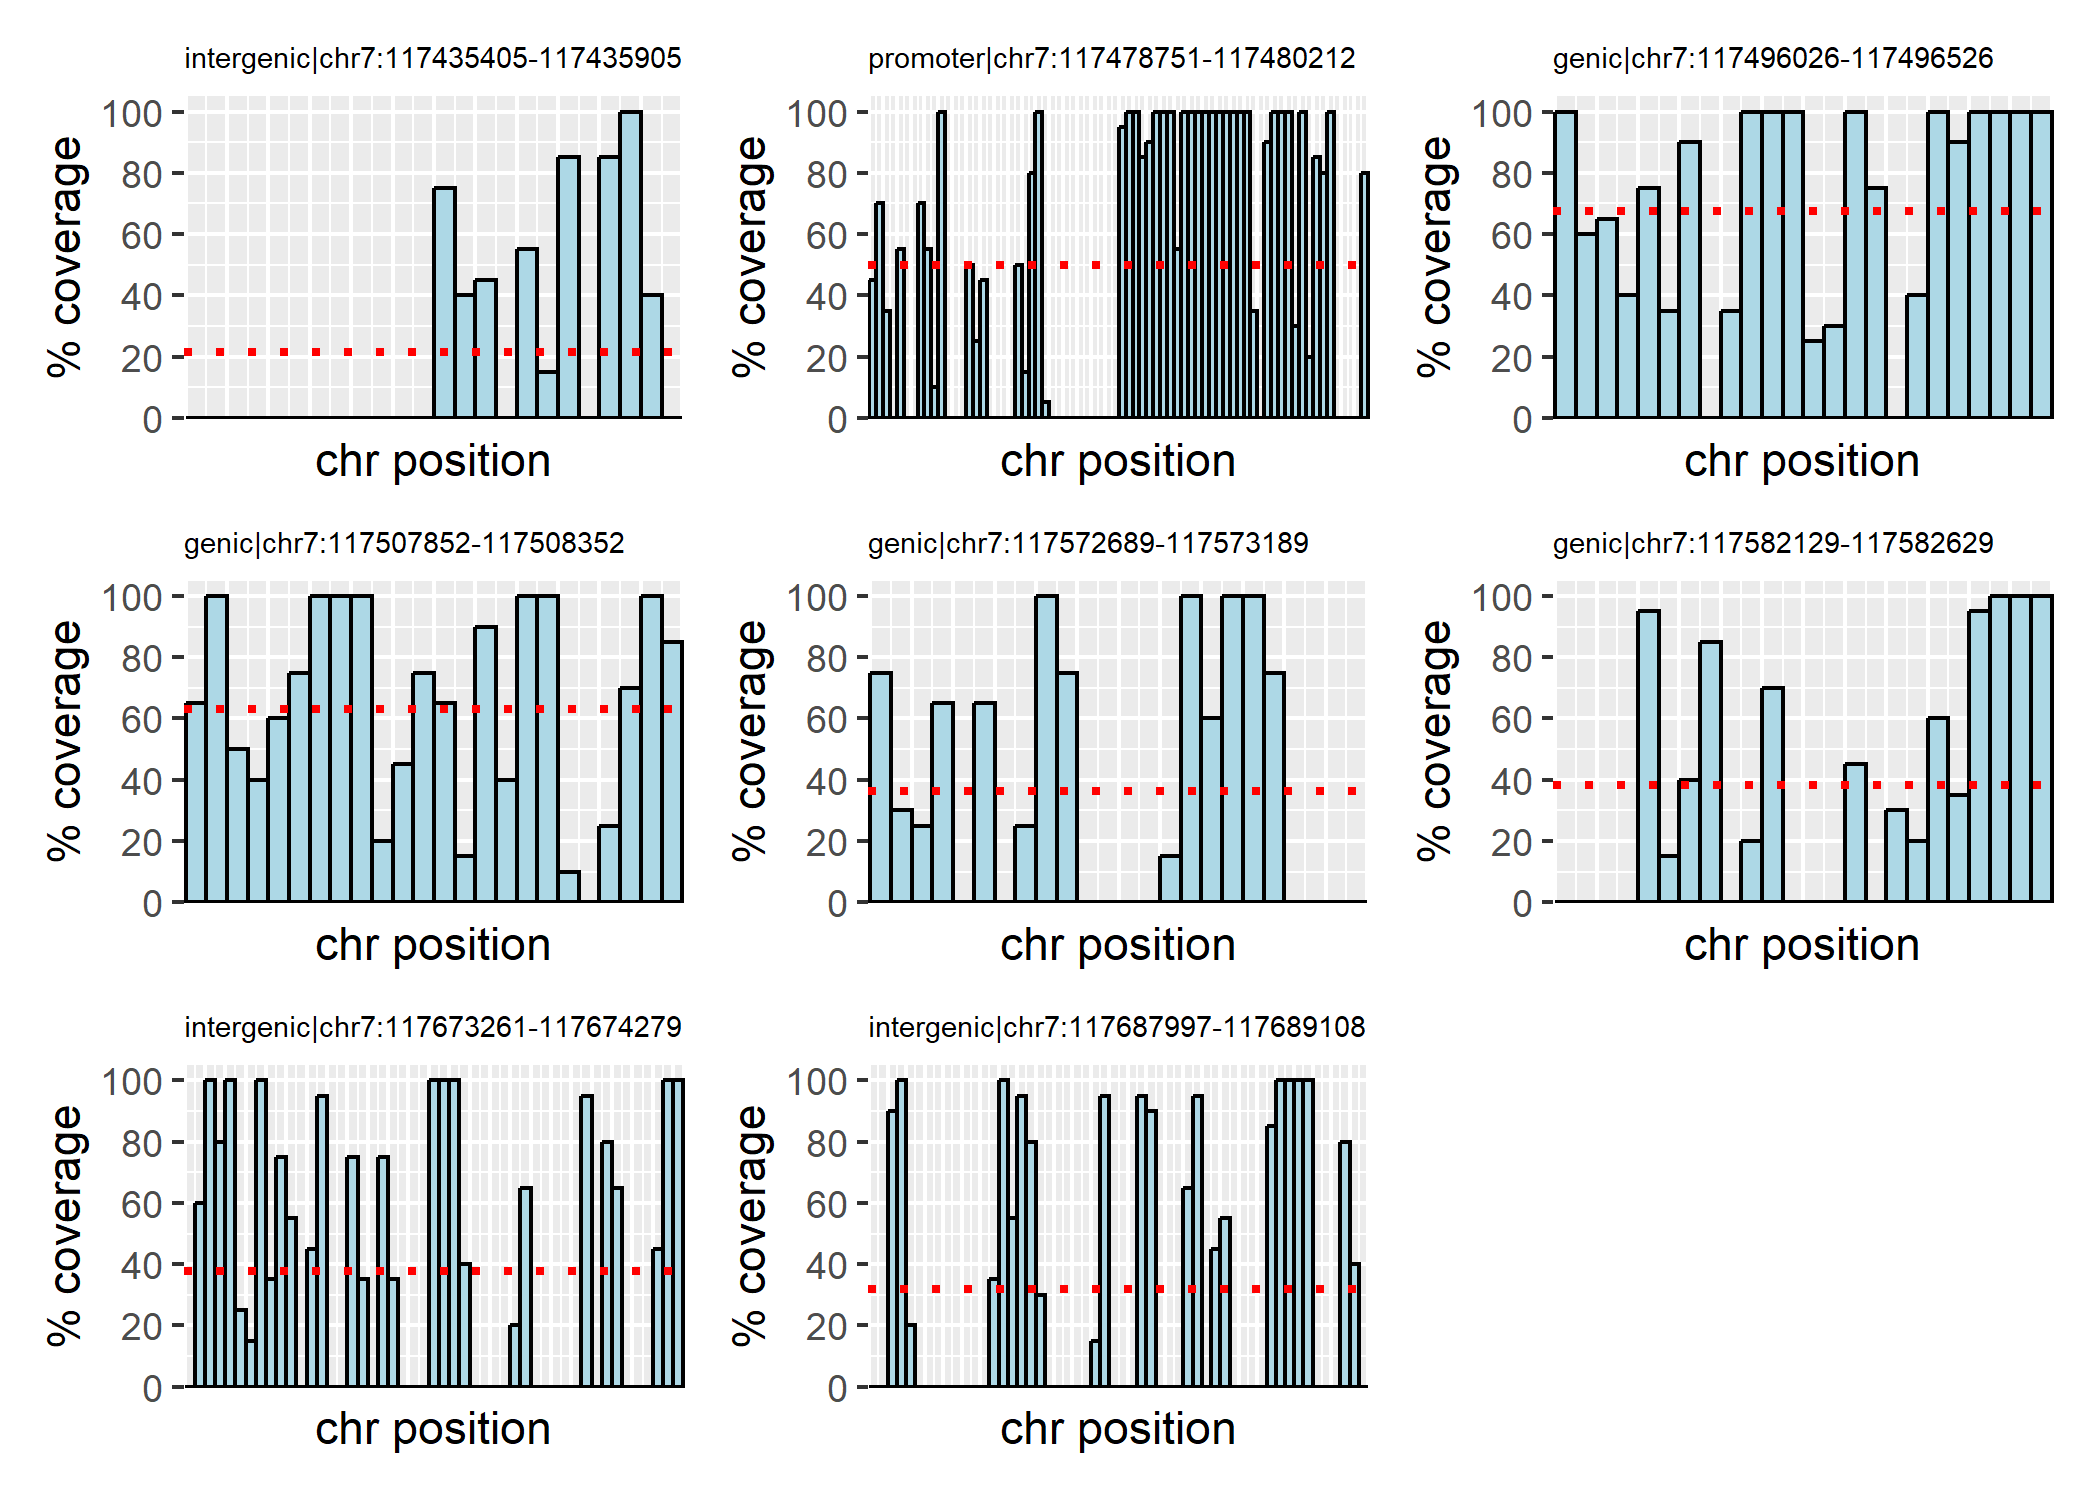 intergenic|chr7:117435405-117435905
% coverage
100
80
60
40
20
0
chr position
promoter|chr7:117478751-117480212
% coverage
100
80
60
40
20
0
chr position
genic|chr7:117496026-117496526
% coverage
100
80
60
40
20
0
chr position
genic|chr7:117507852-117508352
% coverage
100
80
60
40
20
0
chr position
genic|chr7:117572689-117573189
% coverage
100
80
60
40
20
0
chr position
genic|chr7:117582129-117582629
% coverage
100
80
60
40
20
0
chr position
intergenic|chr7:117673261-117674279
% coverage
100
80
60
40
20
0
chr position
intergenic|chr7:117687997-117689108
% coverage
100
80
60
40
20
0
chr position